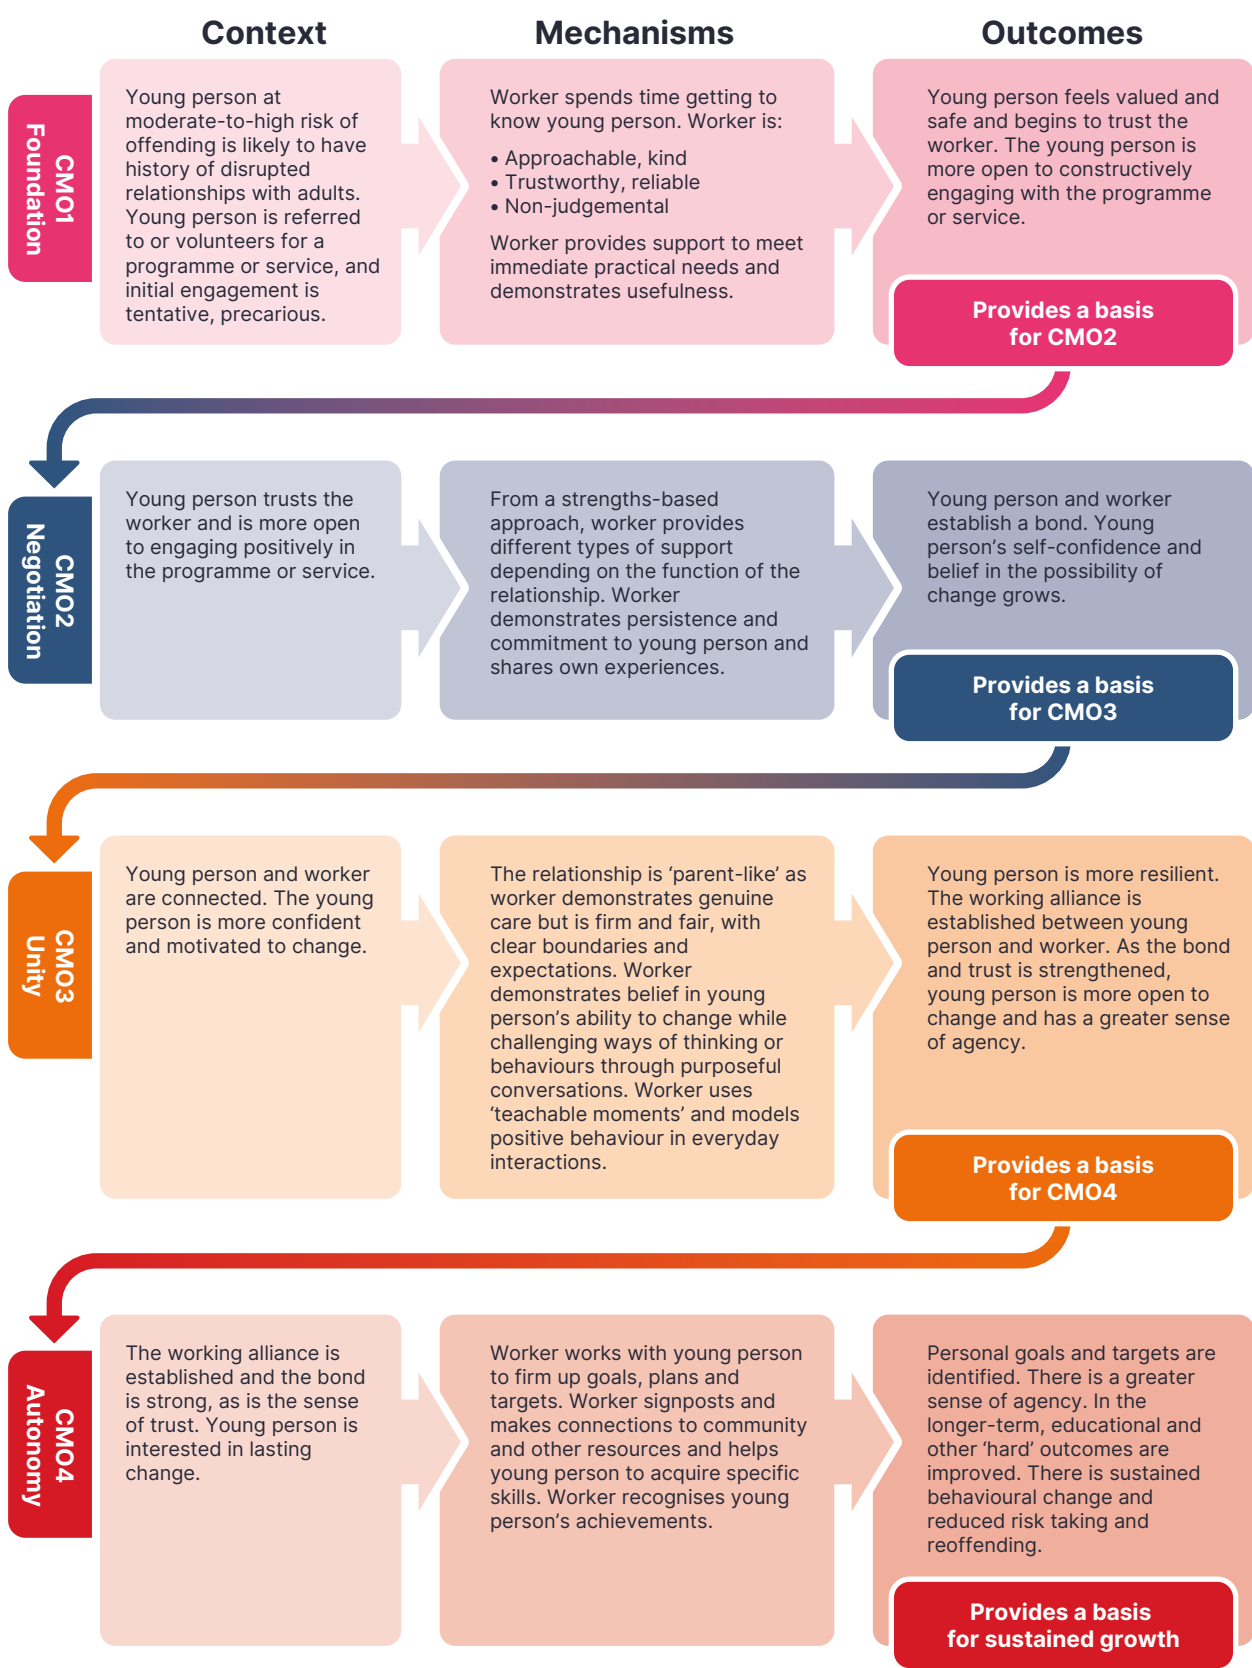 Context
Mechanisms
Outcomes
CMO1
Foundation
Young person at
moderate-to-high risk of
offending is likely to have
history of disrupted
relationships with adults.
Young person is referred
to or volunteers for a
programme or service, and
initial engagement is
tentative, precarious.
Worker spends time getting to
know young person. Worker is:
• Approachable, kind
• Trustworthy, reliable
• Non-judgemental
Worker provides support to meet
immediate practical needs and
demonstrates usefulness.
Young person feels valued and
safe and begins to trust the
worker. The young person is
more open to constructively
engaging with the programme
or service.
Provides a basis
for CMO2
CMO2
Negotiation
Young person trusts the
worker and is more open
to engaging positively in
the programme or service.
From a strengths-based
approach, worker provides
different types of support
depending on the function of the
relationship. Worker
demonstrates persistence and
commitment to young person and
shares own experiences.
Young person and worker
establish a bond. Young
person’s self-confidence and
belief in the possibility of
change grows.
Provides a basis
for CMO3
CMO3
Unity
Young person and worker
are connected. The young
person is more confident
and motivated to change.
The relationship is ‘parent-like’ as
worker demonstrates genuine
care but is firm and fair, with
clear boundaries and
expectations. Worker
demonstrates belief in young
person’s ability to change while
challenging ways of thinking or
behaviours through purposeful
conversations. Worker uses
‘teachable moments’ and models
positive behaviour in everyday
interactions.
Young person is more resilient.
The working alliance is
established between young
person and worker. As the bond
and trust is strengthened,
young person is more open to
change and has a greater sense
of agency.
Provides a basis
for CMO4
CMO4
Autonomy
The working alliance is
established and the bond
is strong, as is the sense
of trust. Young person is
interested in lasting
change.
Worker works with young person
to firm up goals, plans and
targets. Worker signposts and
makes connections to community
and other resources and helps
young person to acquire specific
skills. Worker recognises young
person’s achievements.
Personal goals and targets are
identified. There is a greater
sense of agency. In the
longer-term, educational and
other ‘hard’ outcomes are
improved. There is sustained
behavioural change and
reduced risk taking and
reoffending.
Provides a basis
for sustained growth